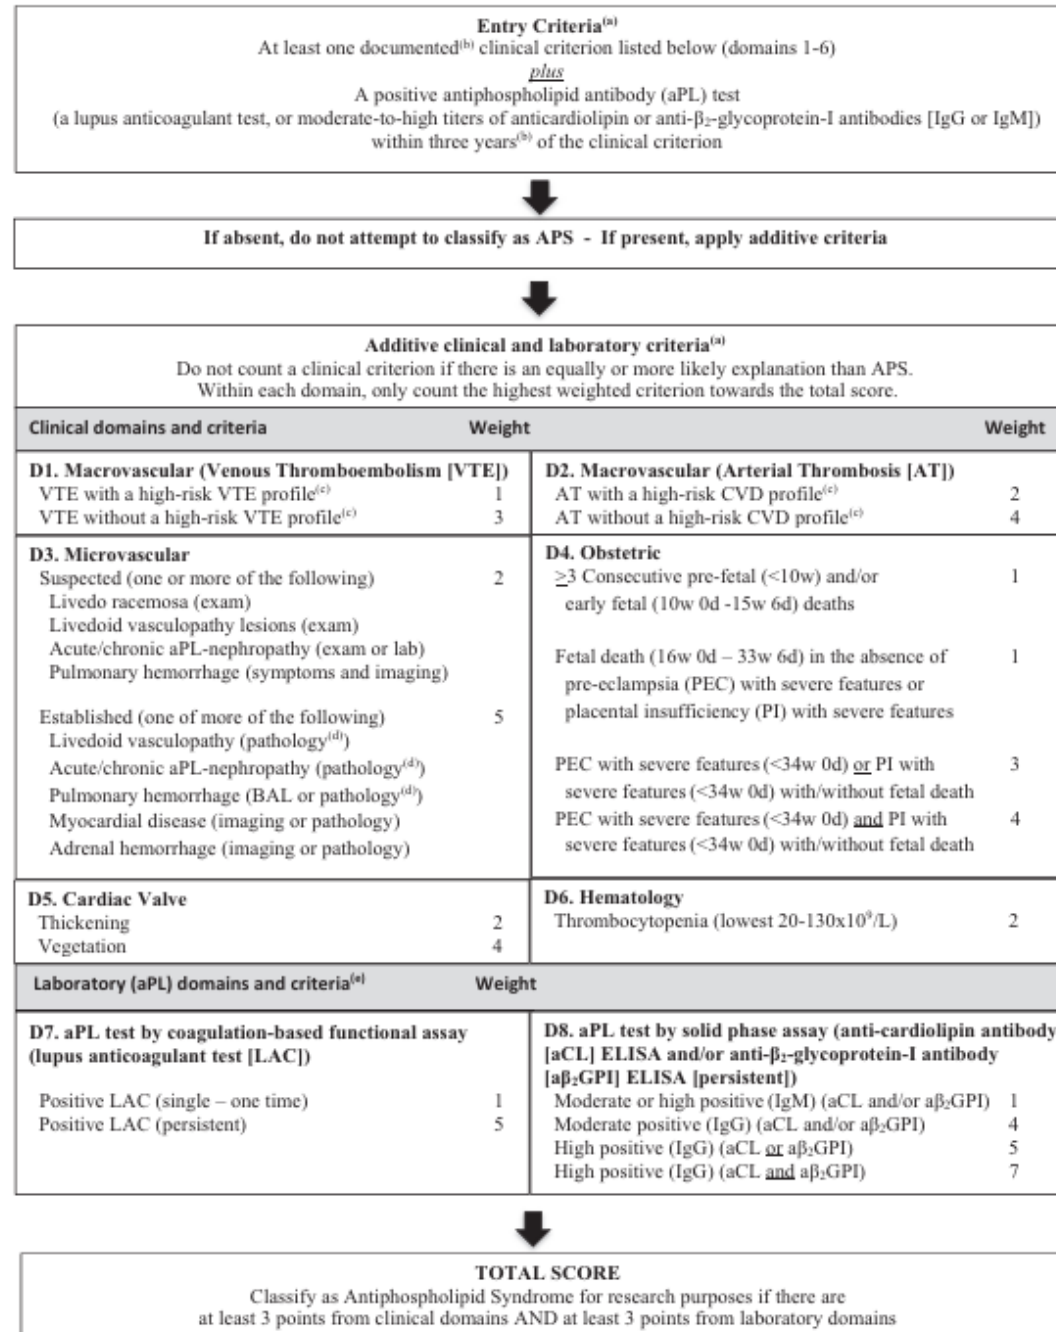 Entry Criteria(a)
At least one documented(b) clinical criterion listed below (domains 1-6)
plus
A positive antiphospholipid antibody (aPL) test
(a lupus anticoagulant test, or moderate-to-high titers of anticardiolipin or anti-β₂-glycoprotein-I antibodies [IgG or IgM])
within three years(b) of the clinical criterion
If absent, do not attempt to classify as APS - If present, apply additive criteria
Additive clinical and laboratory criteria(a)
Do not count a clinical criterion if there is an equally or more likely explanation than APS.
Within each domain, only count the highest weighted criterion towards the total score.
Clinical domains and criteria Weight Weight
D1. Macrovascular (Venous Thromboembolism [VTE])
VTE with a high-risk VTE profile(c) 1
VTE without a high-risk VTE profile(c) 3
D2. Macrovascular (Arterial Thrombosis [AT])
AT with a high-risk CVD profile(c) 2
AT without a high-risk CVD profile(c) 4
D3. Microvascular
Suspected (one or more of the following) 2
Livedo racemosa (exam)
Livedoid vasculopathy lesions (exam)
Acute/chronic aPL-nephropathy (exam or lab)
Pulmonary hemorrhage (symptoms and imaging)
Established (one of more of the following) 5
Livedoid vasculopathy (pathology(d))
Acute/chronic aPL-nephropathy (pathology(d))
Pulmonary hemorrhage (BAL or pathology(d))
Myocardial disease (imaging or pathology)
Adrenal hemorrhage (imaging or pathology)
D4. Obstetric
≥3 Consecutive pre-fetal (<10w) and/or 1
early fetal (10w 0d -15w 6d) deaths
Fetal death (16w 0d – 33w 6d) in the absence of 1
pre-eclampsia (PEC) with severe features or
placental insufficiency (PI) with severe features
PEC with severe features (<34w 0d) or PI with 3
severe features (<34w 0d) with/without fetal death
PEC with severe features (<34w 0d) and PI with 4
severe features (<34w 0d) with/without fetal death
D5. Cardiac Valve
Thickening 2
Vegetation 4
D6. Hematology
Thrombocytopenia (lowest 20-130x10⁹/L) 2
Laboratory (aPL) domains and criteria(e) Weight
D7. aPL test by coagulation-based functional assay
(lupus anticoagulant test [LAC])
Positive LAC (single – one time) 1
Positive LAC (persistent) 5
D8. aPL test by solid phase assay (anti-cardiolipin antibody
[aCL] ELISA and/or anti-β₂-glycoprotein-I antibody
[aβ₂GPI] ELISA [persistent])
Moderate or high positive (IgM) (aCL and/or aβ₂GPI) 1
Moderate positive (IgG) (aCL and/or aβ₂GPI) 4
High positive (IgG) (aCL or aβ₂GPI) 5
High positive (IgG) (aCL and aβ₂GPI) 7
TOTAL SCORE
Classify as Antiphospholipid Syndrome for research purposes if there are
at least 3 points from clinical domains AND at least 3 points from laboratory domains